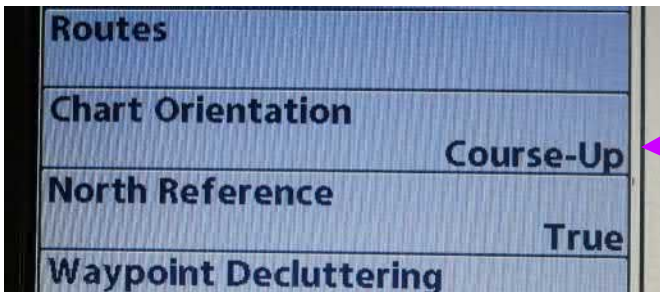 Routes
Chart Orientation
Course-Up
North Reference
True
Waypoint Decluttering